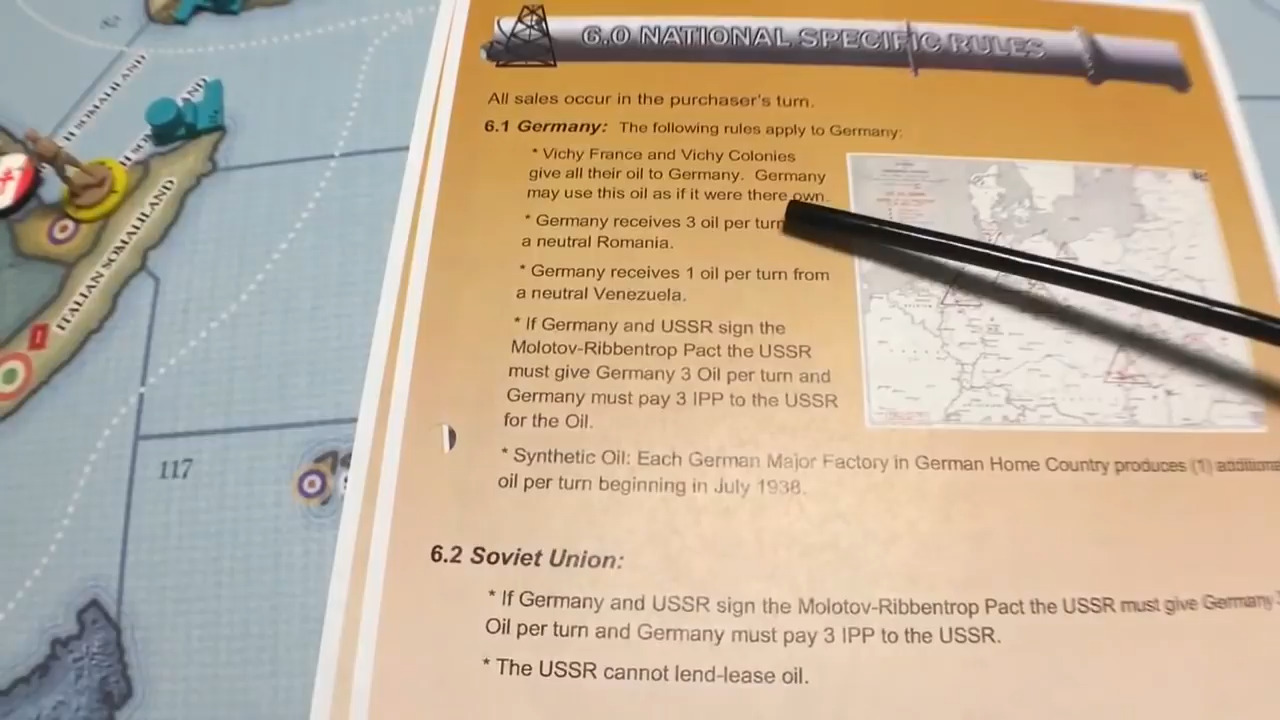 6.0 NATIONAL SPECIFIC RULES
All sales occur in the purchaser's turn.
6.1 Germany: The following rules apply to Germany:
* Vichy France and Vichy Colonies
give all their oil to Germany. Germany
may use this oil as if it were there own.
* Germany receives 3 oil per turn
a neutral Romania.
* Germany receives 1 oil per turn from
a neutral Venezuela.
* If Germany and USSR sign the
Molotov-Ribbentrop Pact the USSR
must give Germany 3 Oil per turn and
Germany must pay 3 IPP to the USSR
for the Oil.
* Synthetic Oil: Each German Major Factory in German Home Country produces (1) additiona
oil per turn beginning in July 1938.
6.2 Soviet Union:
* If Germany and USSR sign the Molotov-Ribbentrop Pact the USSR must give Germany
Oil per turn and Germany must pay 3 IPP to the USSR.
* The USSR cannot lend-lease oil.
H SOMALILAND
ITALIAN SOMALILAND
117